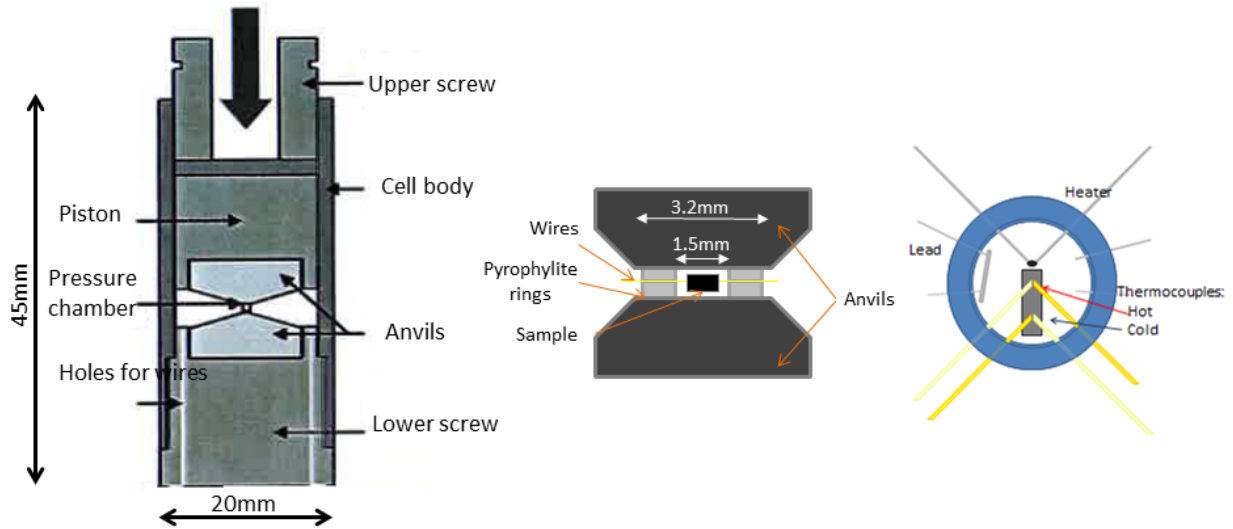 Upper screw
Cell body
Piston
Pressure
chamber
Anvils
Holes for wires
Lower screw
45mm
20mm
3.2mm
Wires
1.5mm
Pyrophylite
rings
Anvils
Sample
Heater
Lead
Thermocouples:
Hot
Cold